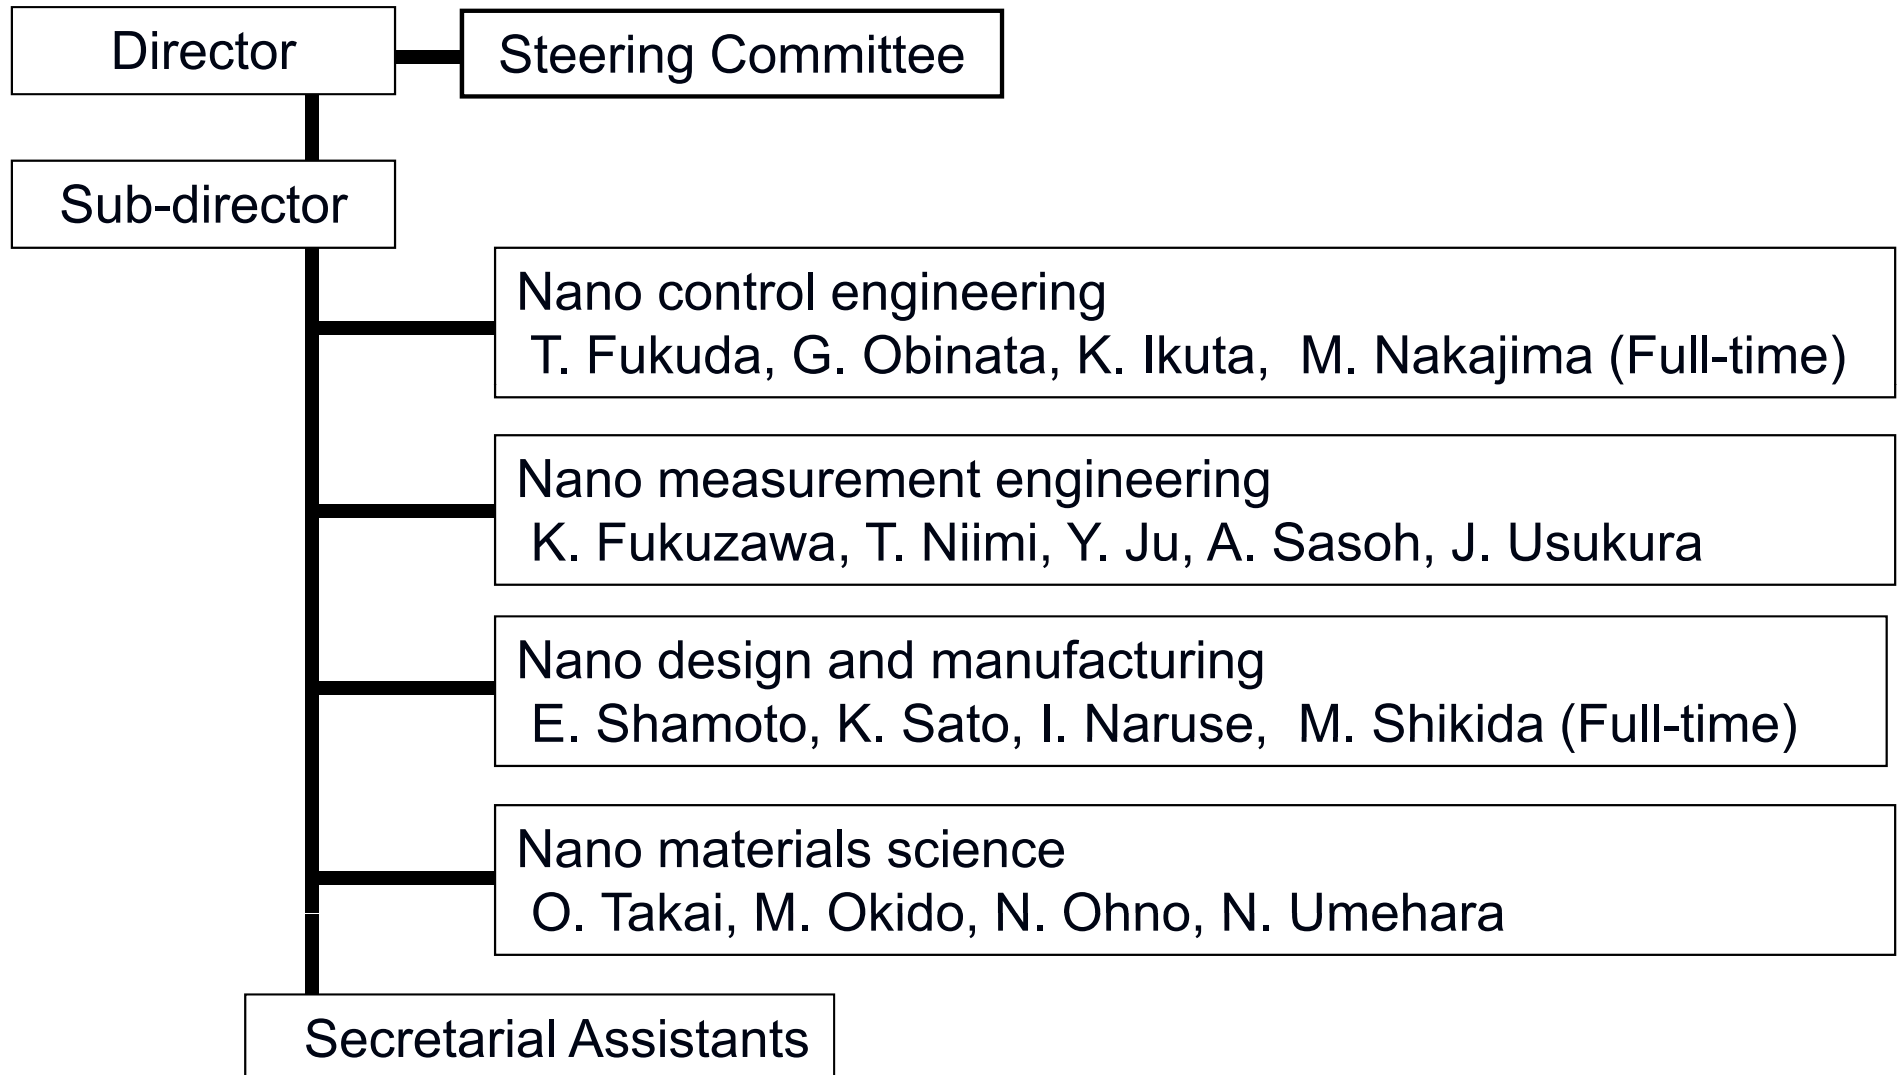 Director
Steering Committee
Sub-director
Nano control engineering
T. Fukuda, G. Obinata, K. Ikuta, M. Nakajima (Full-time)
Nano measurement engineering
K. Fukuzawa, T. Niimi, Y. Ju, A. Sasoh, J. Usukura
Nano design and manufacturing
E. Shamoto, K. Sato, I. Naruse, M. Shikida (Full-time)
Nano materials science
O. Takai, M. Okido, N. Ohno, N. Umehara
Secretarial Assistants